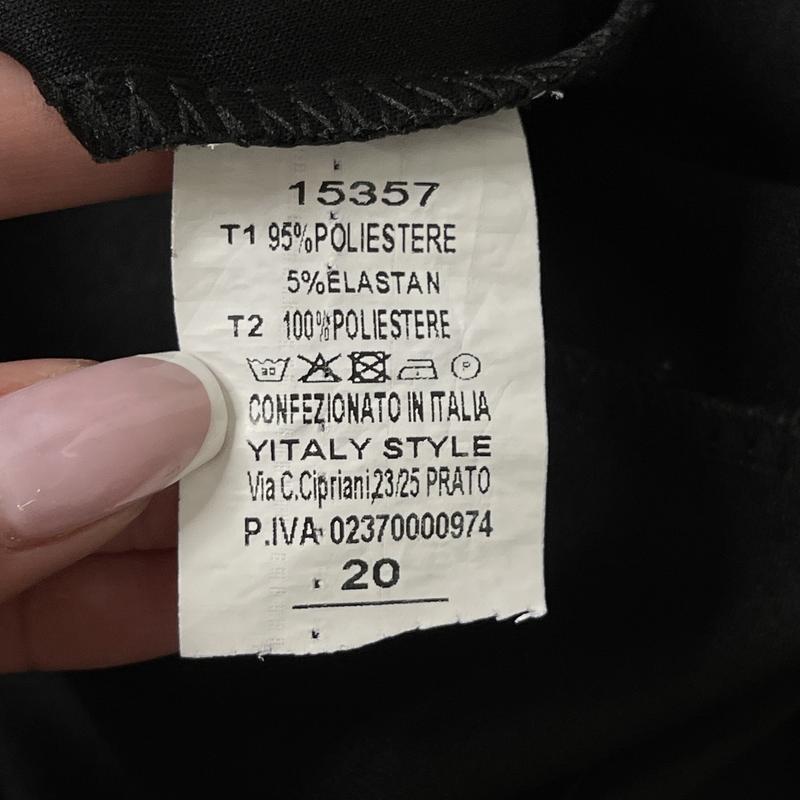 15357
T1 95%POLIESTERE
5%ELASTAN
T2 100%POLIESTERE
30 P
CONFEZIONATO IN ITALIA
YITALY STYLE
Via C.Cipriani,23/25 PRATO
P.IVA 02370000974
20